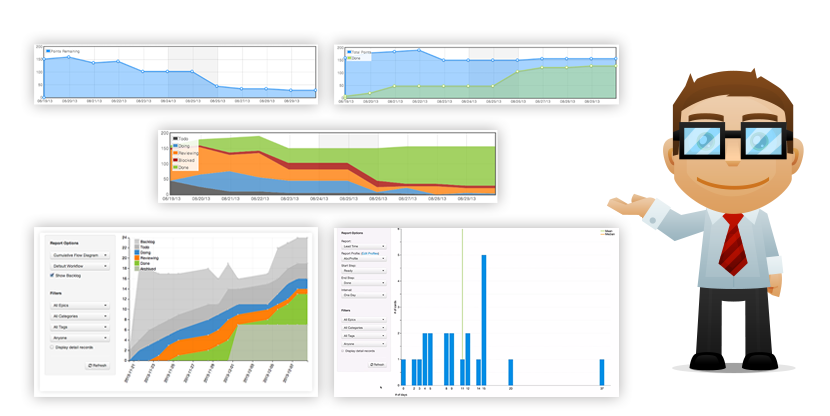 Points Remaining
200
150
100
50
0
08/19/13 08/20/13 08/21/13 08/22/13 08/23/13 08/24/13 08/25/13 08/26/13 08/27/13 08/28/13 08/29/13
Total Points
Done
200
150
100
50
0
08/19/13 08/20/13 08/21/13 08/22/13 08/23/13 08/24/13 08/25/13 08/26/13 08/27/13 08/28/13 08/29/13
Todo
Doing
Reviewing
Blocked
Done
200
150
100
50
0
08/19/13 08/20/13 08/21/13 08/22/13 08/23/13 08/24/13 08/25/13 08/26/13 08/27/13 08/28/13 08/29/13
Report Options
Cumulative Flow Diagram
Default Workflow
Show Backlog
Filters
All Epics
All Categories
All Tags
Anyone
Display detail records
Refresh
24
22
20
18
16
14
12
10
8
6
4
2
0
Backlog
Todo
Doing
Reviewing
Done
Archived
Report Options
Report:
Lead Time
Report Profile (Edit Profiles)
Start Step:
Ready
End Step:
Done
Interval
One Day
Filters
All Epics
All Categories
All Tags
Anyone
Display detail records
Refresh
Mean
Median
# of Days